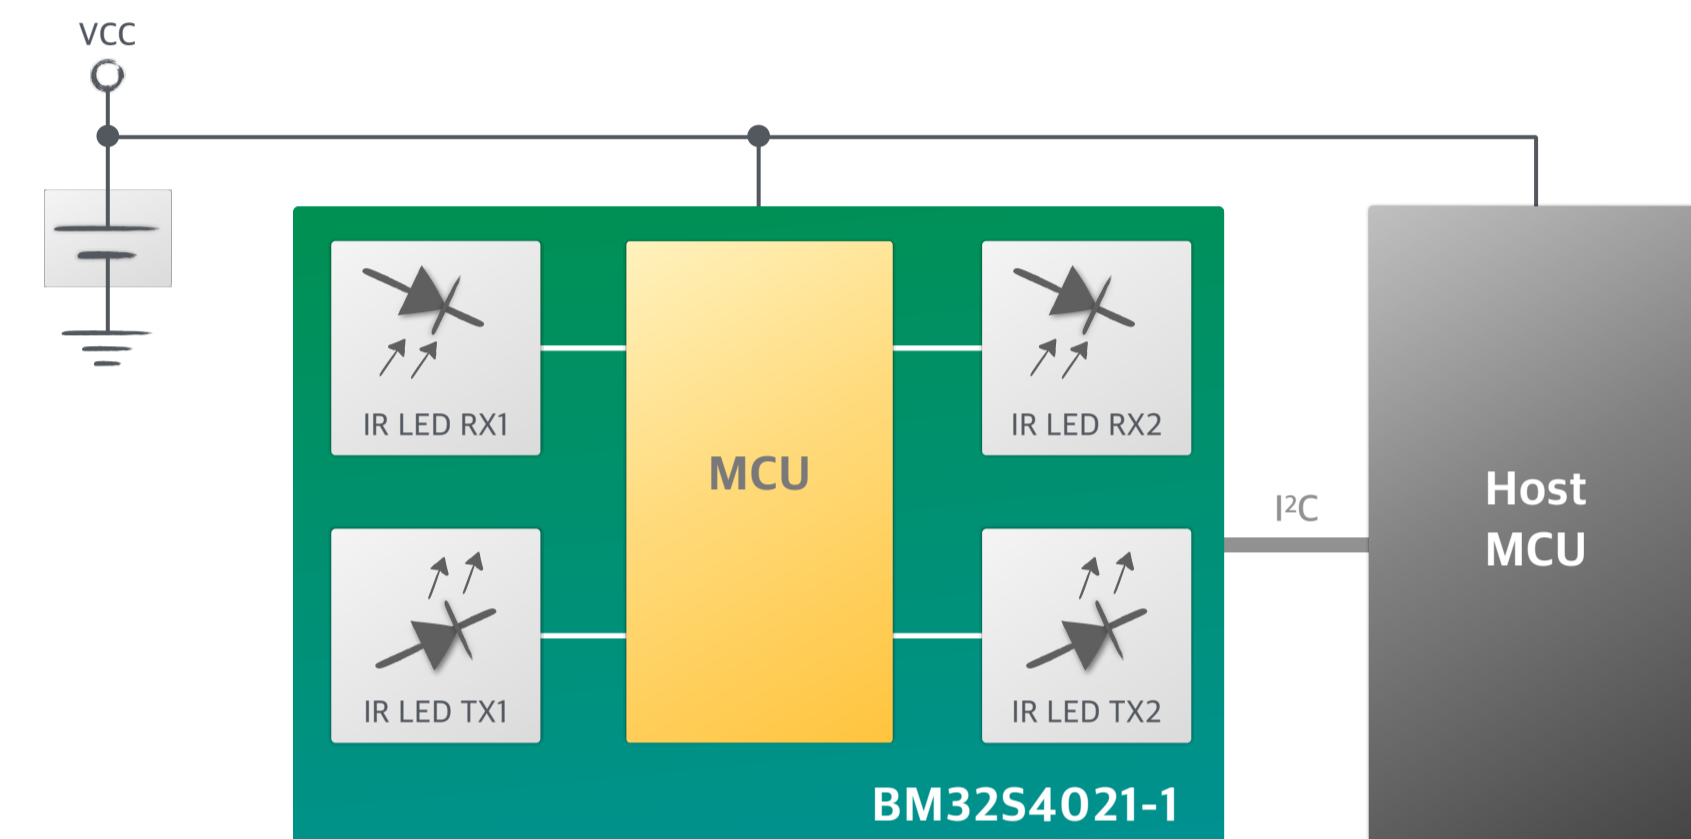 VCC
IR LED RX1
MCU
IR LED RX2
I²C
Host
MCU
IR LED TX1
IR LED TX2
BM32S4021-1